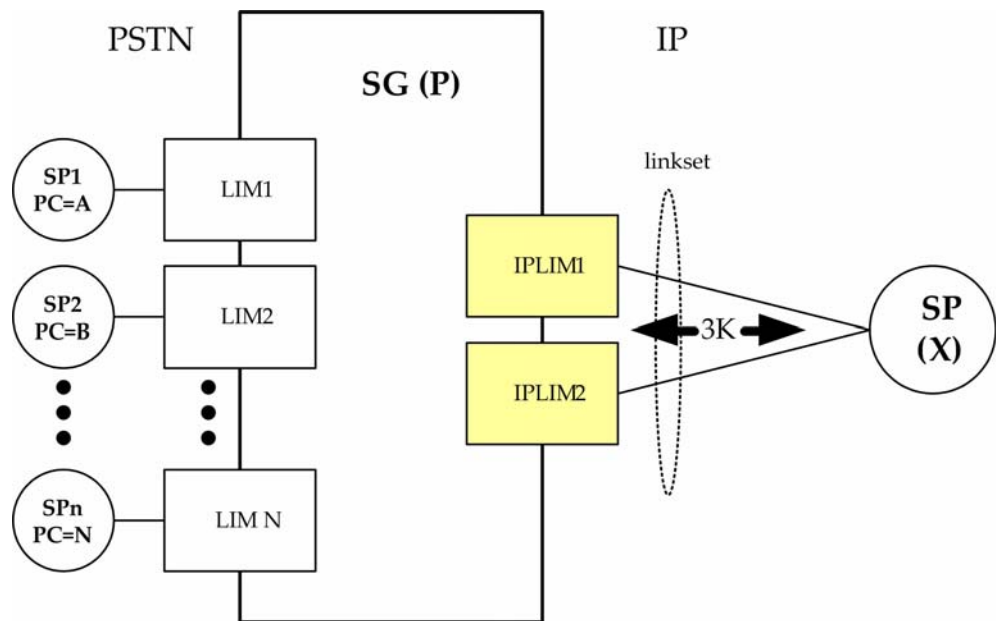 PSTN
IP
SG (P)
linkset
SP1
PC=A
LIM1
IPLIM1
SP2
PC=B
LIM2
3K
SP
(X)
IPLIM2
SPn
PC=N
LIM N